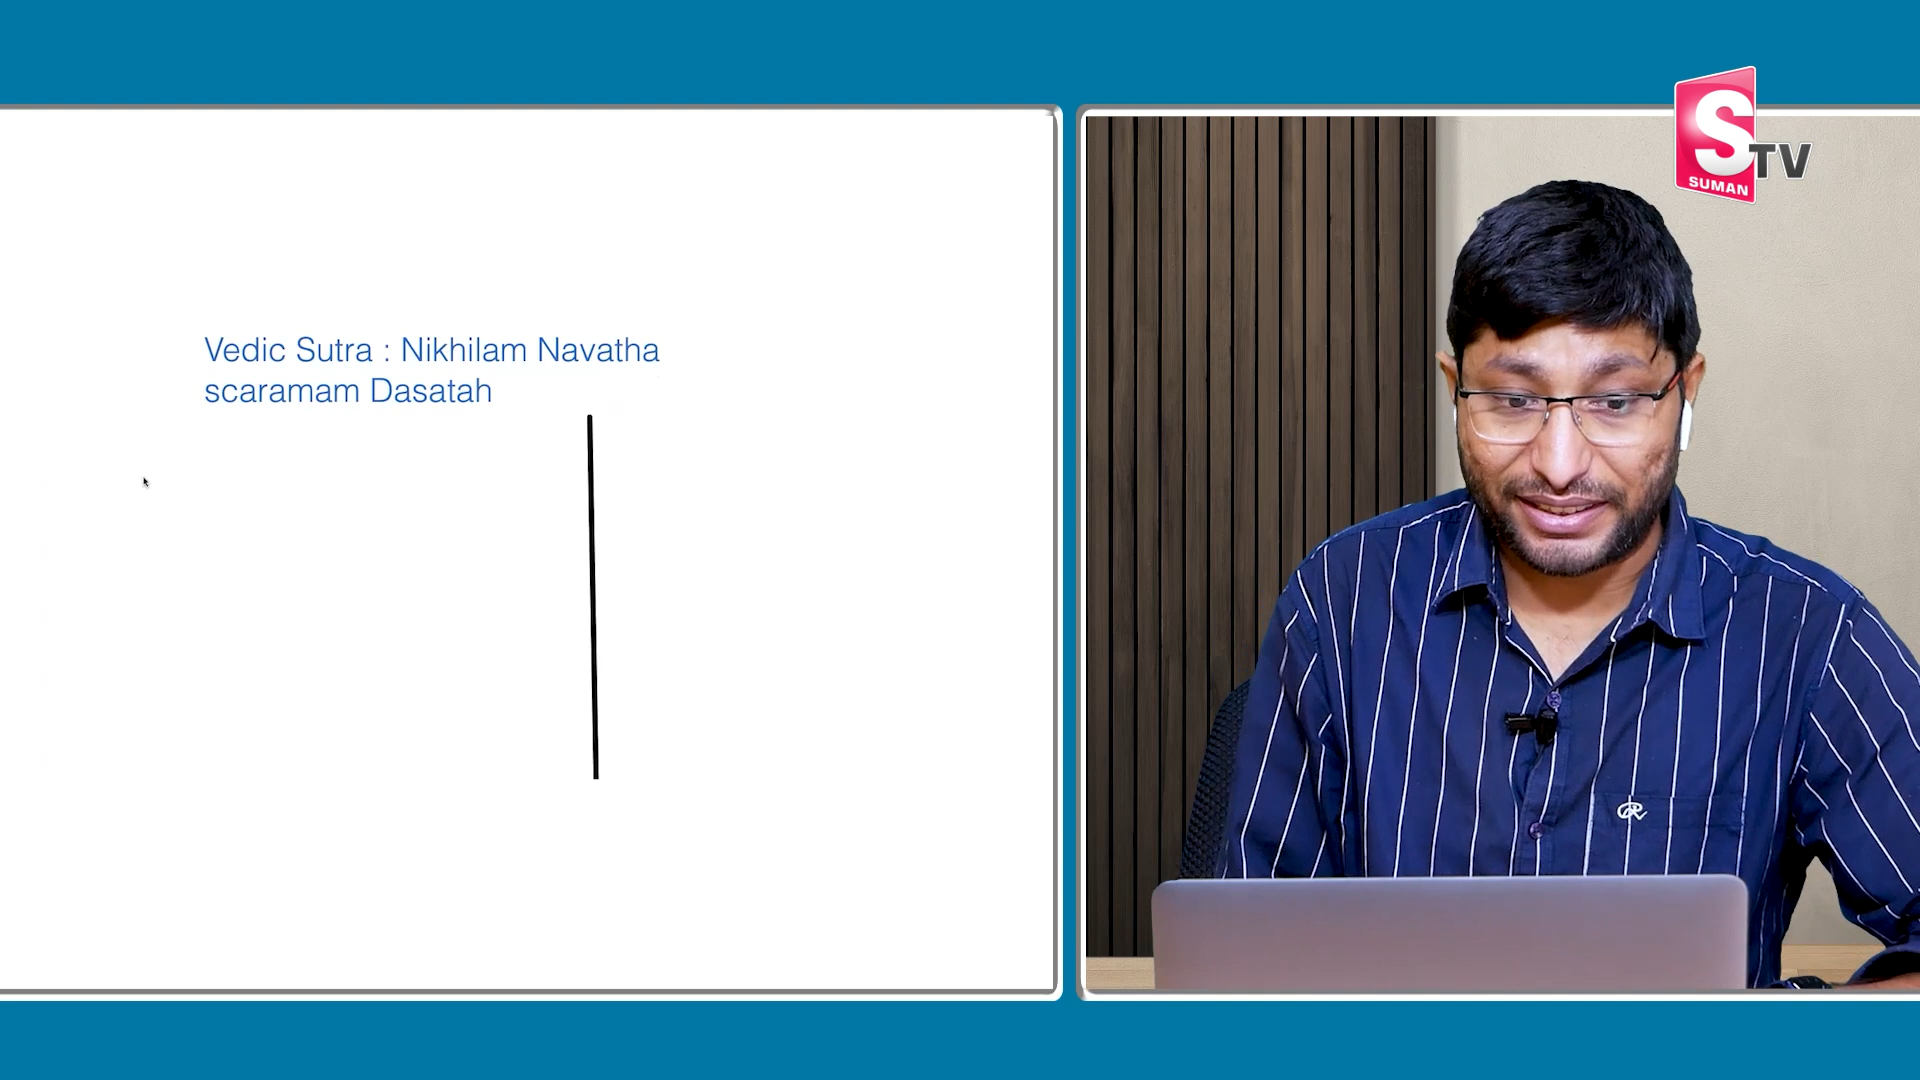 Vedic Sutra : Nikhilam Navatha
scaramam Dasatah
S TV
SUMAN
R